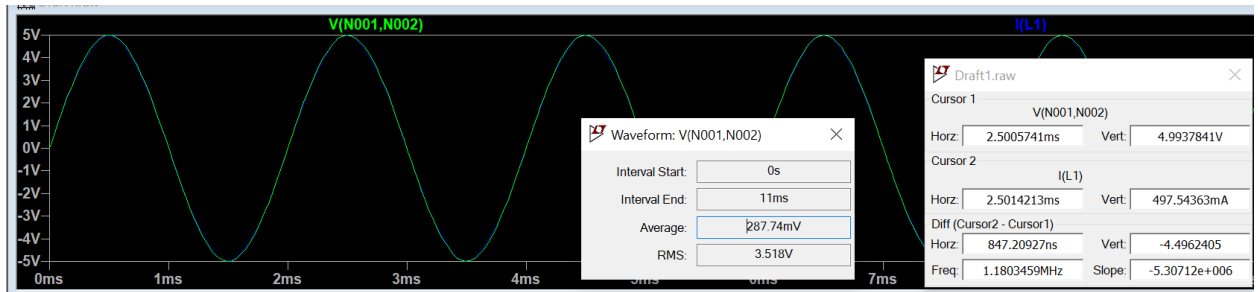 V(N001,N002) I(L1)
5V
4V
3V
2V
1V
0V
-1V
-2V
-3V
-4V
-5V
0ms 1ms 2ms 3ms 4ms 7ms
Waveform: V(N001,N002)
Interval Start: 0s
Interval End: 11ms
Average: 287.74mV
RMS: 3.518V
Draft1.raw
Cursor 1
V(N001,N002)
Horz: 2.5005741ms Vert: 4.9937841V
Cursor 2
I(L1)
Horz: 2.5014213ms Vert: 497.54363mA
Diff (Cursor2 - Cursor1)
Horz: 847.20927ns Vert: -4.4962405
Freq: 1.1803459MHz Slope: -5.30712e+006